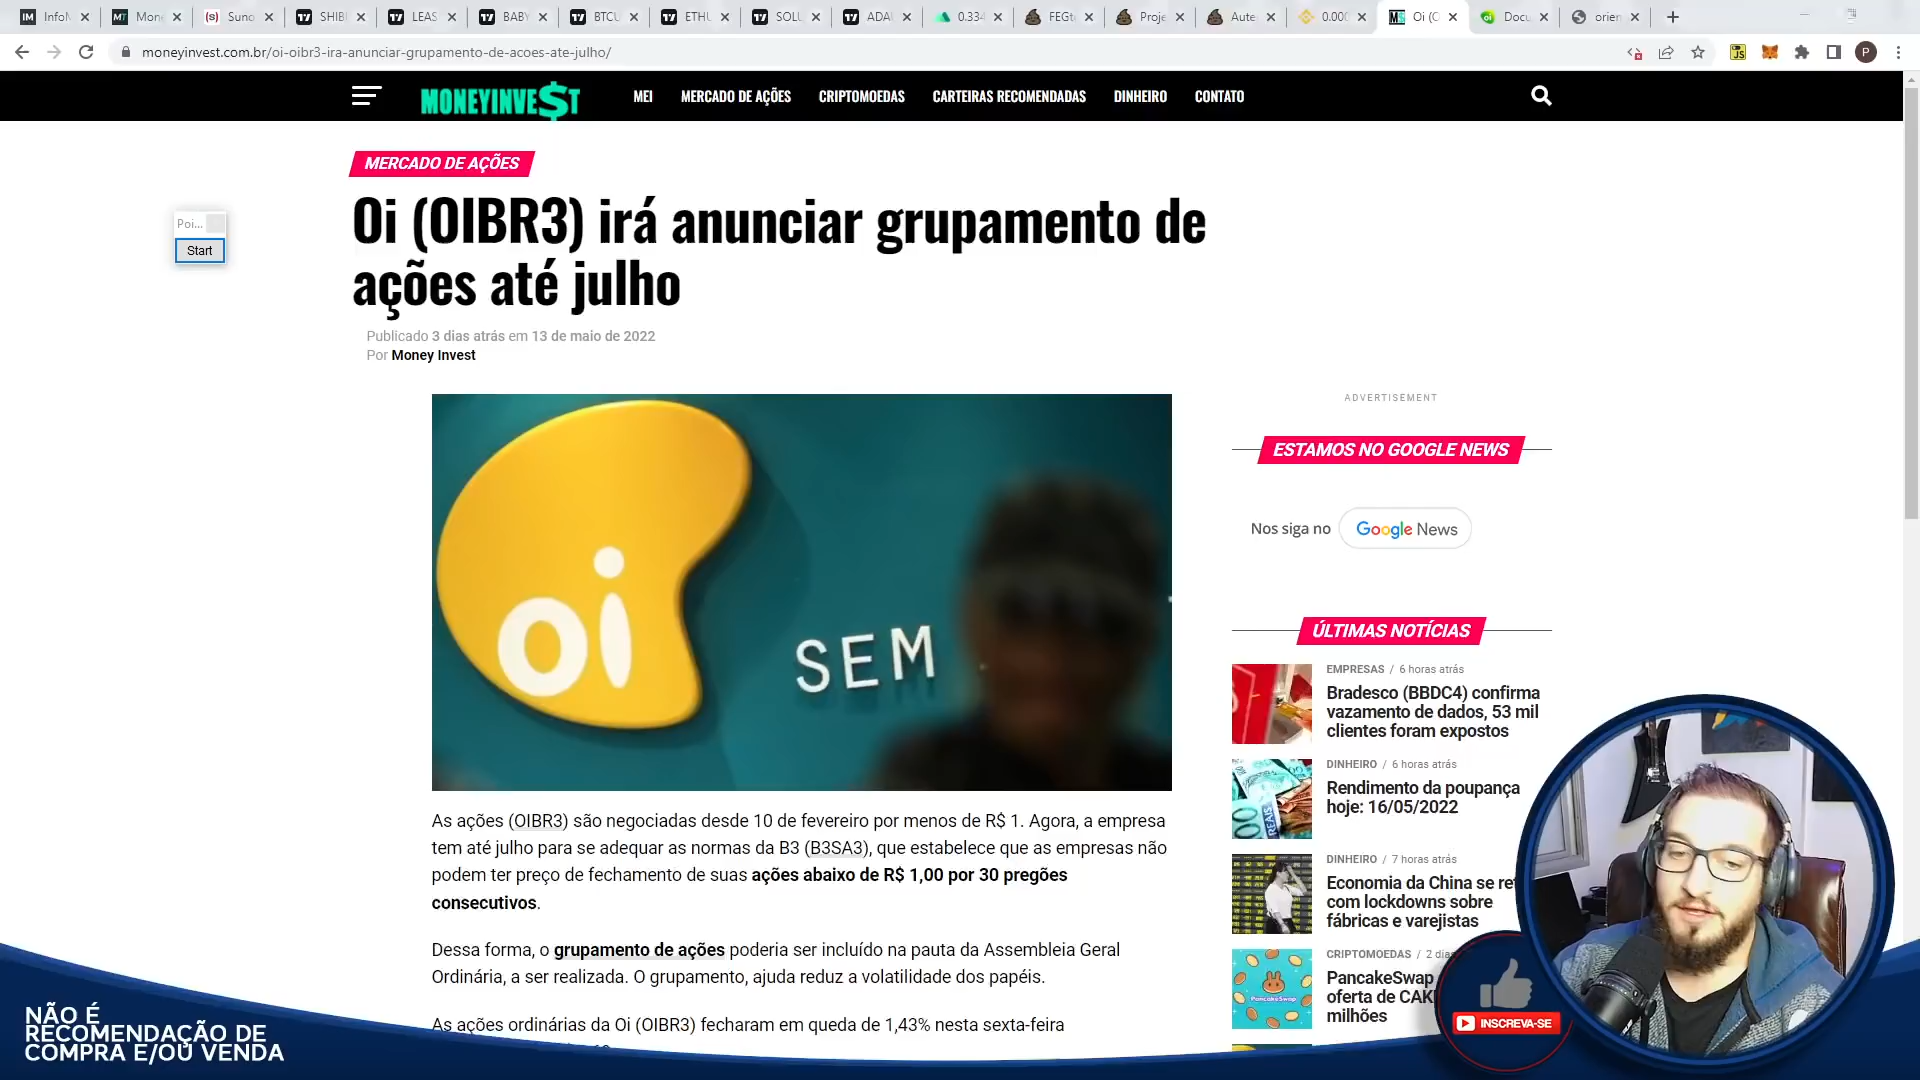 InfoM
Mone
Suno
SHIBI
LEAS
BABY
BTCU
ETHU
SOLU
ADAI
0.334
FEGt
Proje
Aute
0.000
Oi (O
Docu
orien
moneyinvest.com.br/oi-oibr3-ira-anunciar-grupamento-de-acoes-ate-julho/
JS
P
MONEYINVE$T
MEI
MERCADO DE AÇÕES
CRIPTOMOEDAS
CARTEIRAS RECOMENDADAS
DINHEIRO
CONTATO
MERCADO DE AÇÕES
Oi (OIBR3) irá anunciar grupamento de
ações até julho
Poi...
Start
Publicado 3 dias atrás em 13 de maio de 2022
Por Money Invest
oi
SEM
As ações (OIBR3) são negociadas desde 10 de fevereiro por menos de R$ 1. Agora, a empresa
tem até julho para se adequar as normas da B3 (B3SA3), que estabelece que as empresas não
podem ter preço de fechamento de suas ações abaixo de R$ 1,00 por 30 pregões
consecutivos.
Dessa forma, o grupamento de ações poderia ser incluído na pauta da Assembleia Geral
Ordinária, a ser realizada. O grupamento, ajuda reduz a volatilidade dos papéis.
As ações ordinárias da Oi (OIBR3) fecharam em queda de 1,43% nesta sexta-feira
ADVERTISEMENT
ESTAMOS NO GOOGLE NEWS
Nos siga no Google News
ÚLTIMAS NOTÍCIAS
EMPRESAS / 6 horas atrás
Bradesco (BBDC4) confirma
vazamento de dados, 53 mil
clientes foram expostos
DINHEIRO / 6 horas atrás
Rendimento da poupança
hoje: 16/05/2022
DINHEIRO / 7 horas atrás
Economia da China se ret
com lockdowns sobre
fábricas e varejistas
CRIPTOMOEDAS / 2 dias
PancakeSwap
oferta de CAK
milhões
PancakeSwap
INSCREVA-SE
NÃO É
RECOMENDAÇÃO DE
COMPRA E/OU VENDA